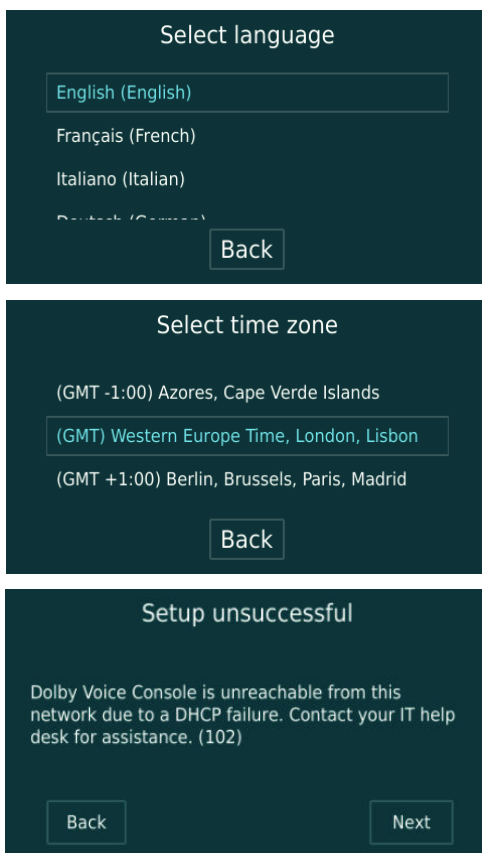 Select language
English (English)
Français (French)
Italiano (Italian)
Back
Select time zone
(GMT -1:00) Azores, Cape Verde Islands
(GMT) Western Europe Time, London, Lisbon
(GMT +1:00) Berlin, Brussels, Paris, Madrid
Back
Setup unsuccessful
Dolby Voice Console is unreachable from this
network due to a DHCP failure. Contact your IT help
desk for assistance. (102)
Back Next